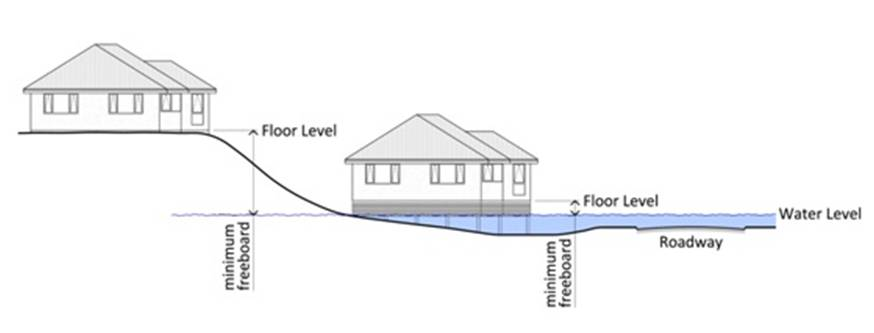 Floor Level
Floor Level
Water Level
Roadway
minimum
freeboard
minimum
freeboard